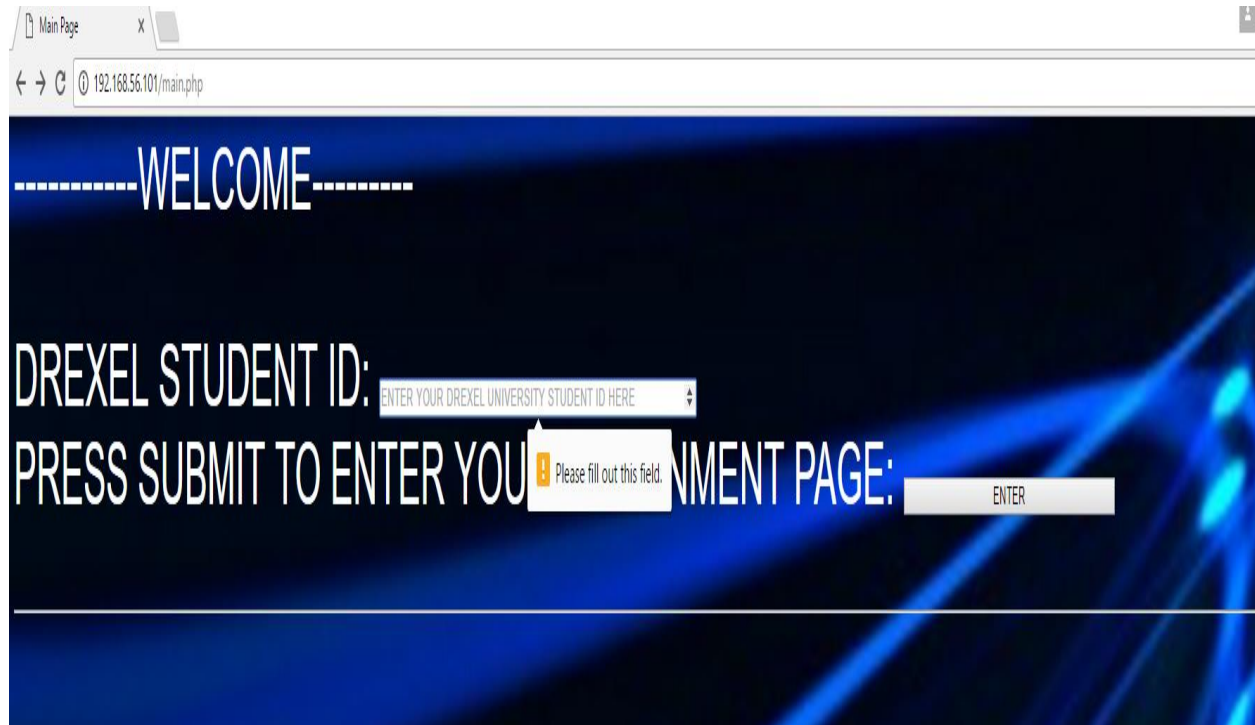 Main Page X
192.168.56.101/main.php
-----------WELCOME---------
DREXEL STUDENT ID: ENTER YOUR DREXEL UNIVERSITY STUDENT ID HERE
PRESS SUBMIT TO ENTER YOU NMENT PAGE: ENTER
Please fill out this field.